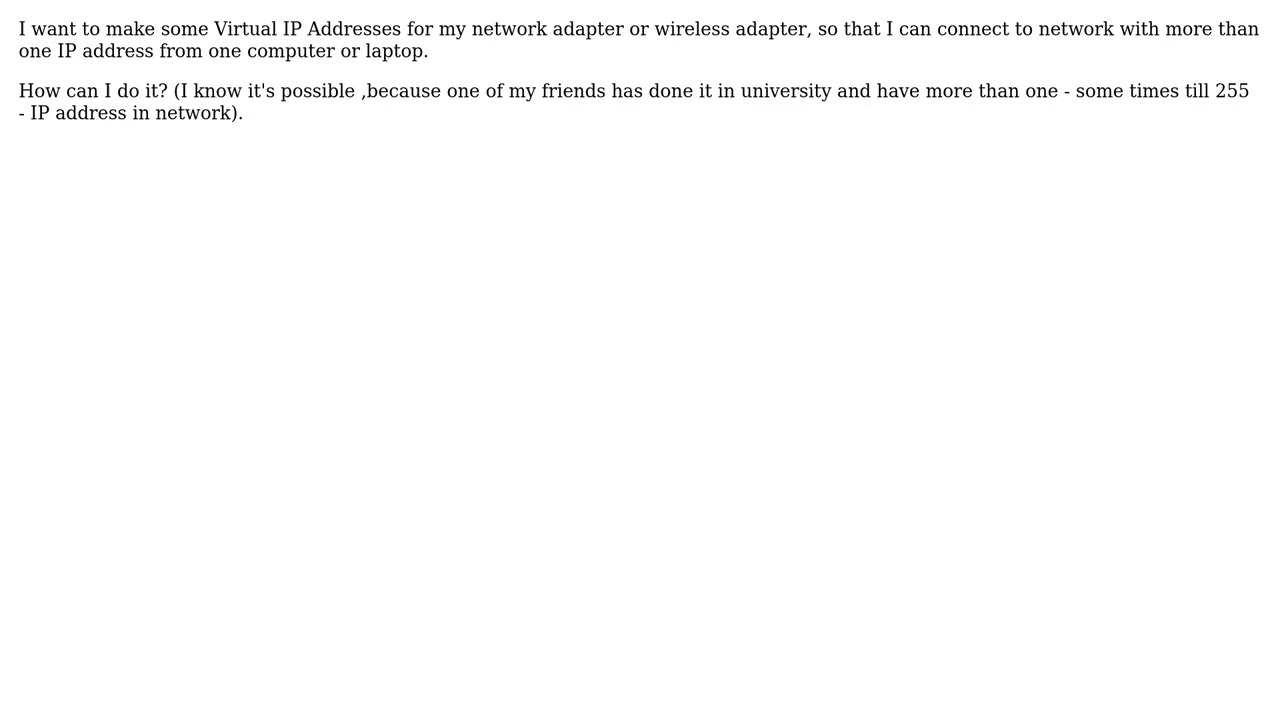 I want to make some Virtual IP Addresses for my network adapter or wireless adapter, so that I can connect to network with more than
one IP address from one computer or laptop.
How can I do it? (I know it's possible ,because one of my friends has done it in university and have more than one - some times till 255
- IP address in network).